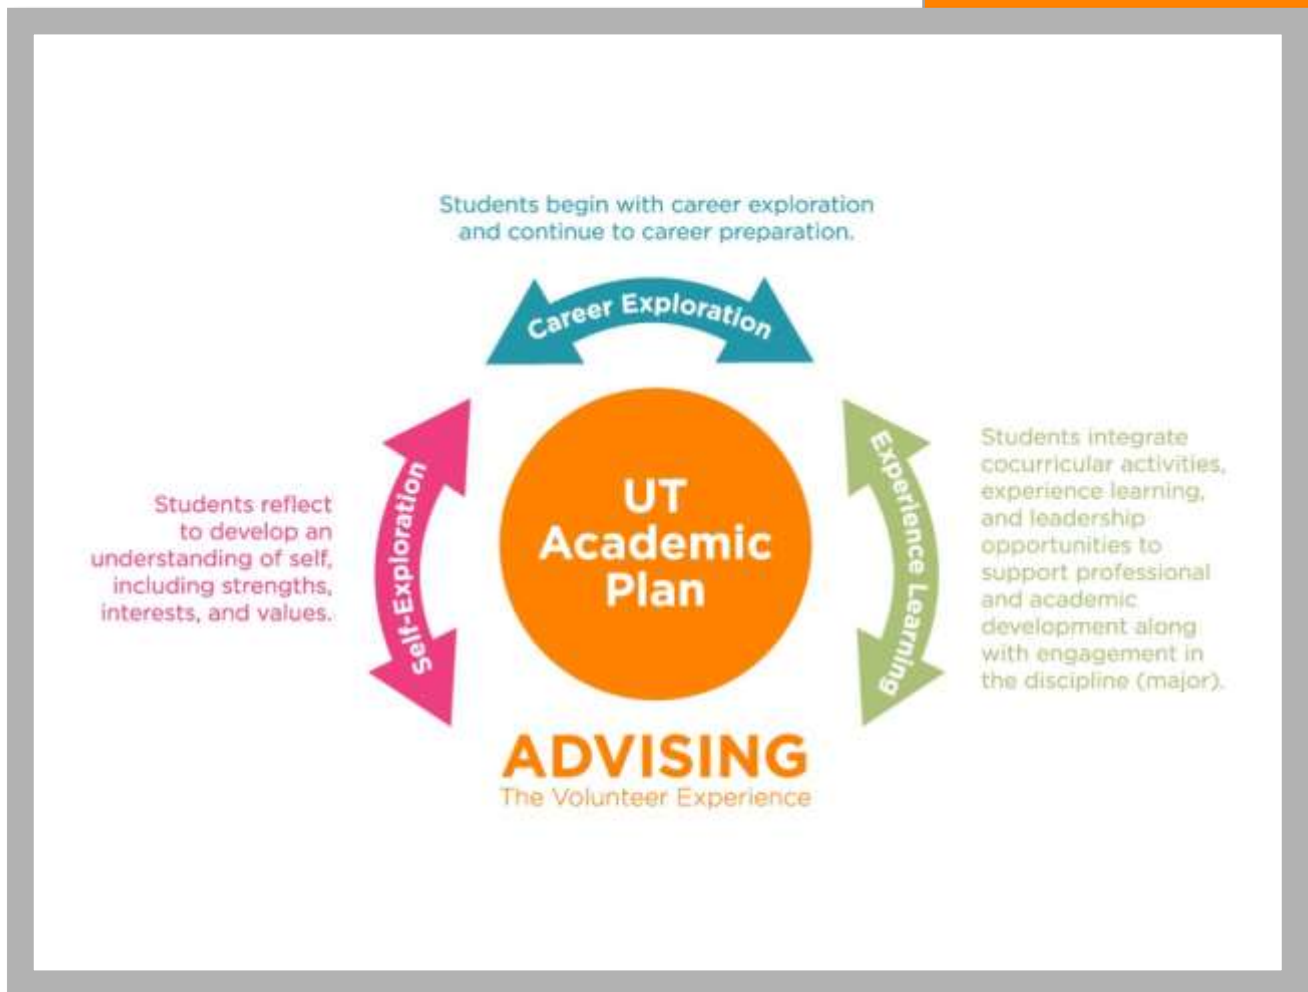 Students begin with career exploration
and continue to career preparation.
Career Exploration
Students reflect
to develop an
understanding of self,
including strengths,
interests, and values.
Self-Exploration
UT
Academic
Plan
Experience Learning
Students integrate
cocurricular activities,
experience learning,
and leadership
opportunities to
support professional
and academic
development along
with engagement in
the discipline (major).
ADVISING
The Volunteer Experience